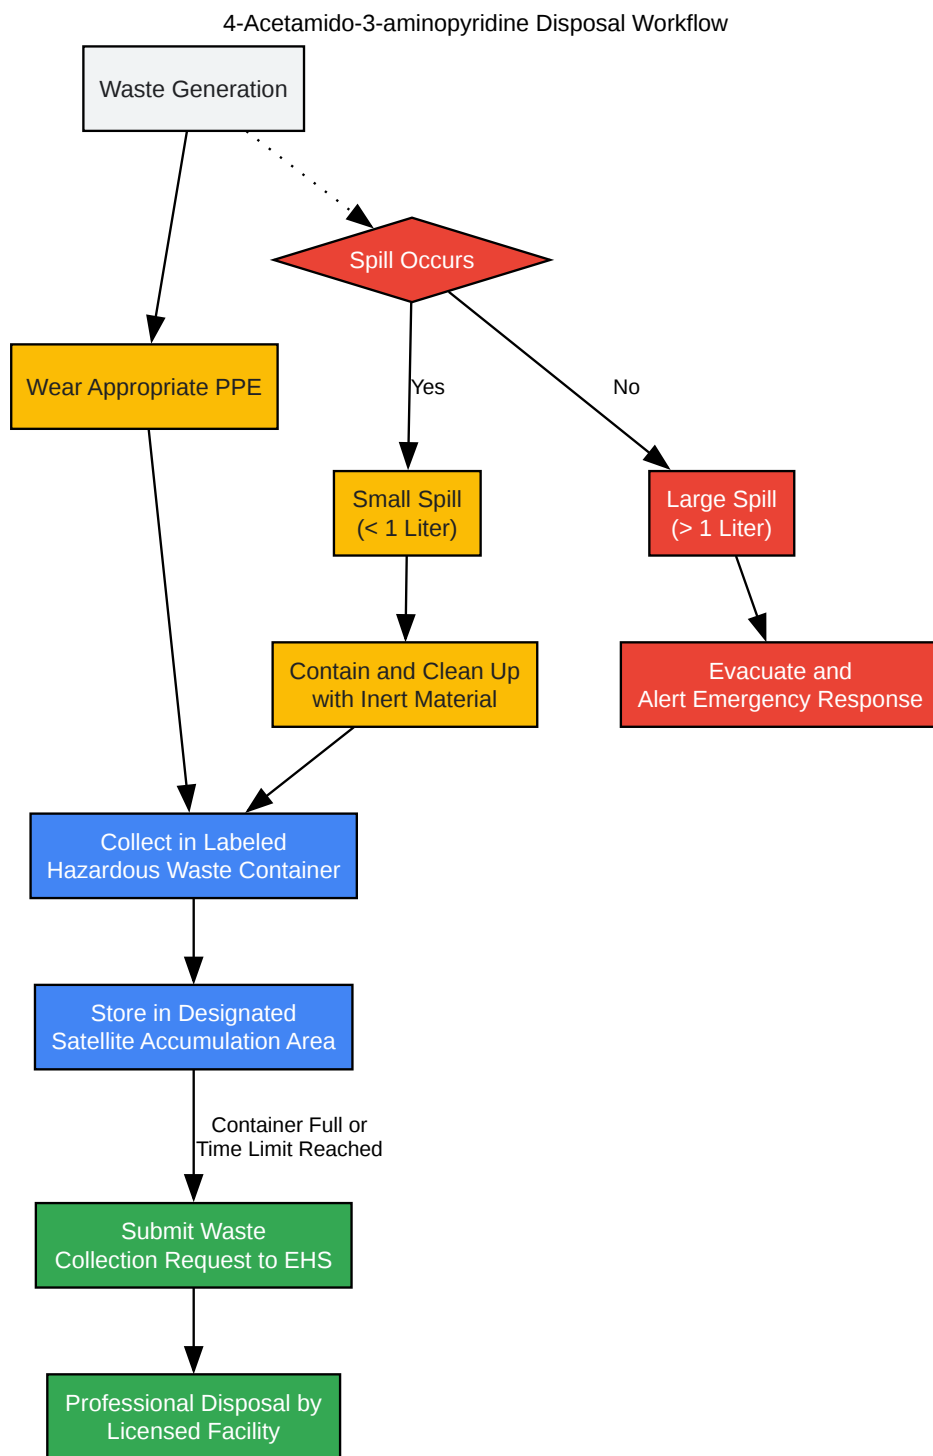 4-Acetamido-3-aminopyridine Disposal Workflow
Waste Generation
Spill Occurs
Wear Appropriate PPE
Yes
No
Small Spill
(< 1 Liter)
Large Spill
(> 1 Liter)
Contain and Clean Up
with Inert Material
Evacuate and
Alert Emergency Response
Collect in Labeled
Hazardous Waste Container
Store in Designated
Satellite Accumulation Area
Container Full or
Time Limit Reached
Submit Waste
Collection Request to EHS
Professional Disposal by
Licensed Facility